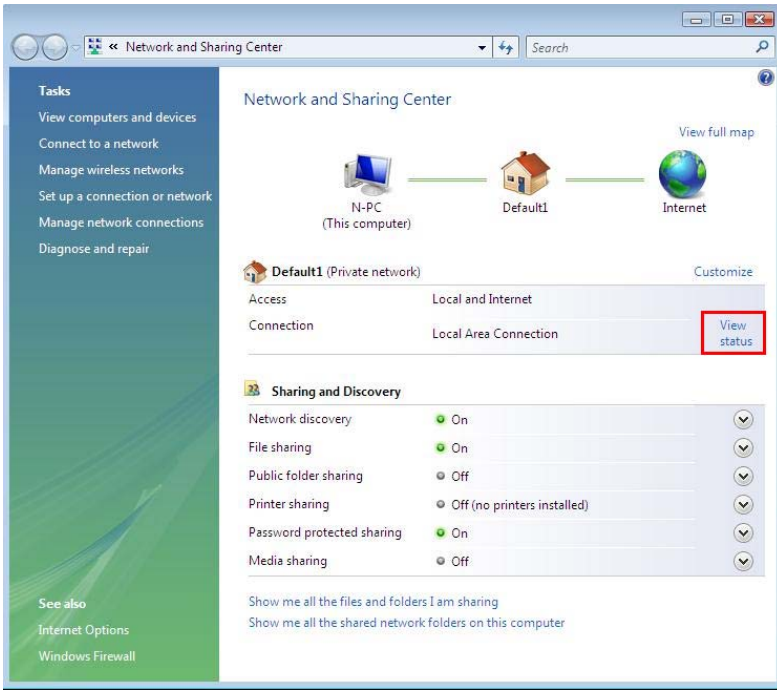 « Network and Sharing Center
Search
Tasks
View computers and devices
Connect to a network
Manage wireless networks
Set up a connection or network
Manage network connections
Diagnose and repair
See also
Internet Options
Windows Firewall
Network and Sharing Center
View full map
N-PC
(This computer)
Default1
Internet
Default1 (Private network)
Customize
Access Local and Internet
Connection Local Area Connection
View
status
Sharing and Discovery
Network discovery On
File sharing On
Public folder sharing Off
Printer sharing Off (no printers installed)
Password protected sharing On
Media sharing Off
Show me all the files and folders I am sharing
Show me all the shared network folders on this computer